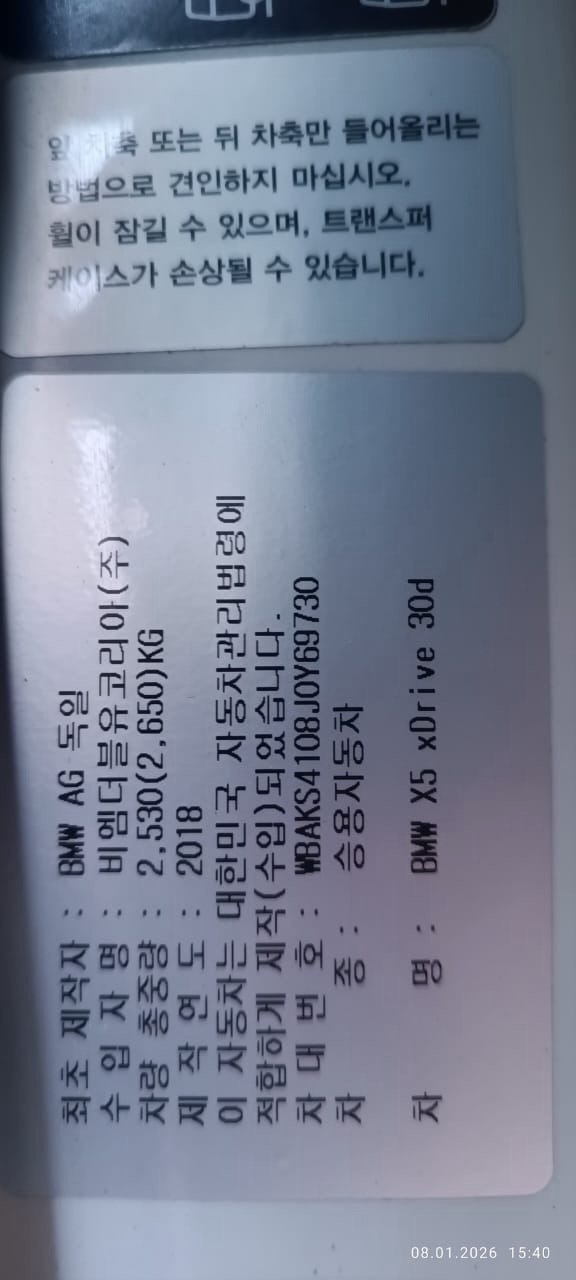 앞 차축 또는 뒤 차축만 들어올리는
방법으로 견인하지 마십시오.
휠이 잠길 수 있으며, 트랜스퍼
케이스가 손상될 수 있습니다.
최초 제작자 : BMW AG 독일
수 입 자 명 : 비엠더블유코리아(주)
차량 총중량 : 2,530(2,650)KG
제 작 연 도 : 2018
이 자동차는 대한민국 자동차관리법령에
적합하게 제작(수입)되었습니다.
차 대 번 호 : WBAKS4108J0Y69730
차 종 : 승용자동차
차 명 : BMW X5 xDrive 30d
08.01.2026 15:40